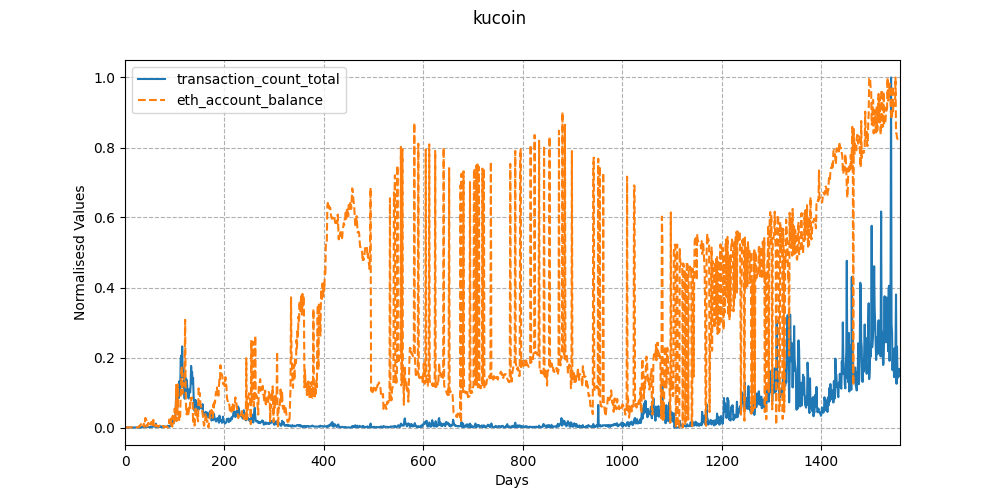 kucoin
transaction_count_total
eth_account_balance
Normalisesd Values
1.0
0.8
0.6
0.4
0.2
0.0
0 200 400 600 800 1000 1200 1400
Days